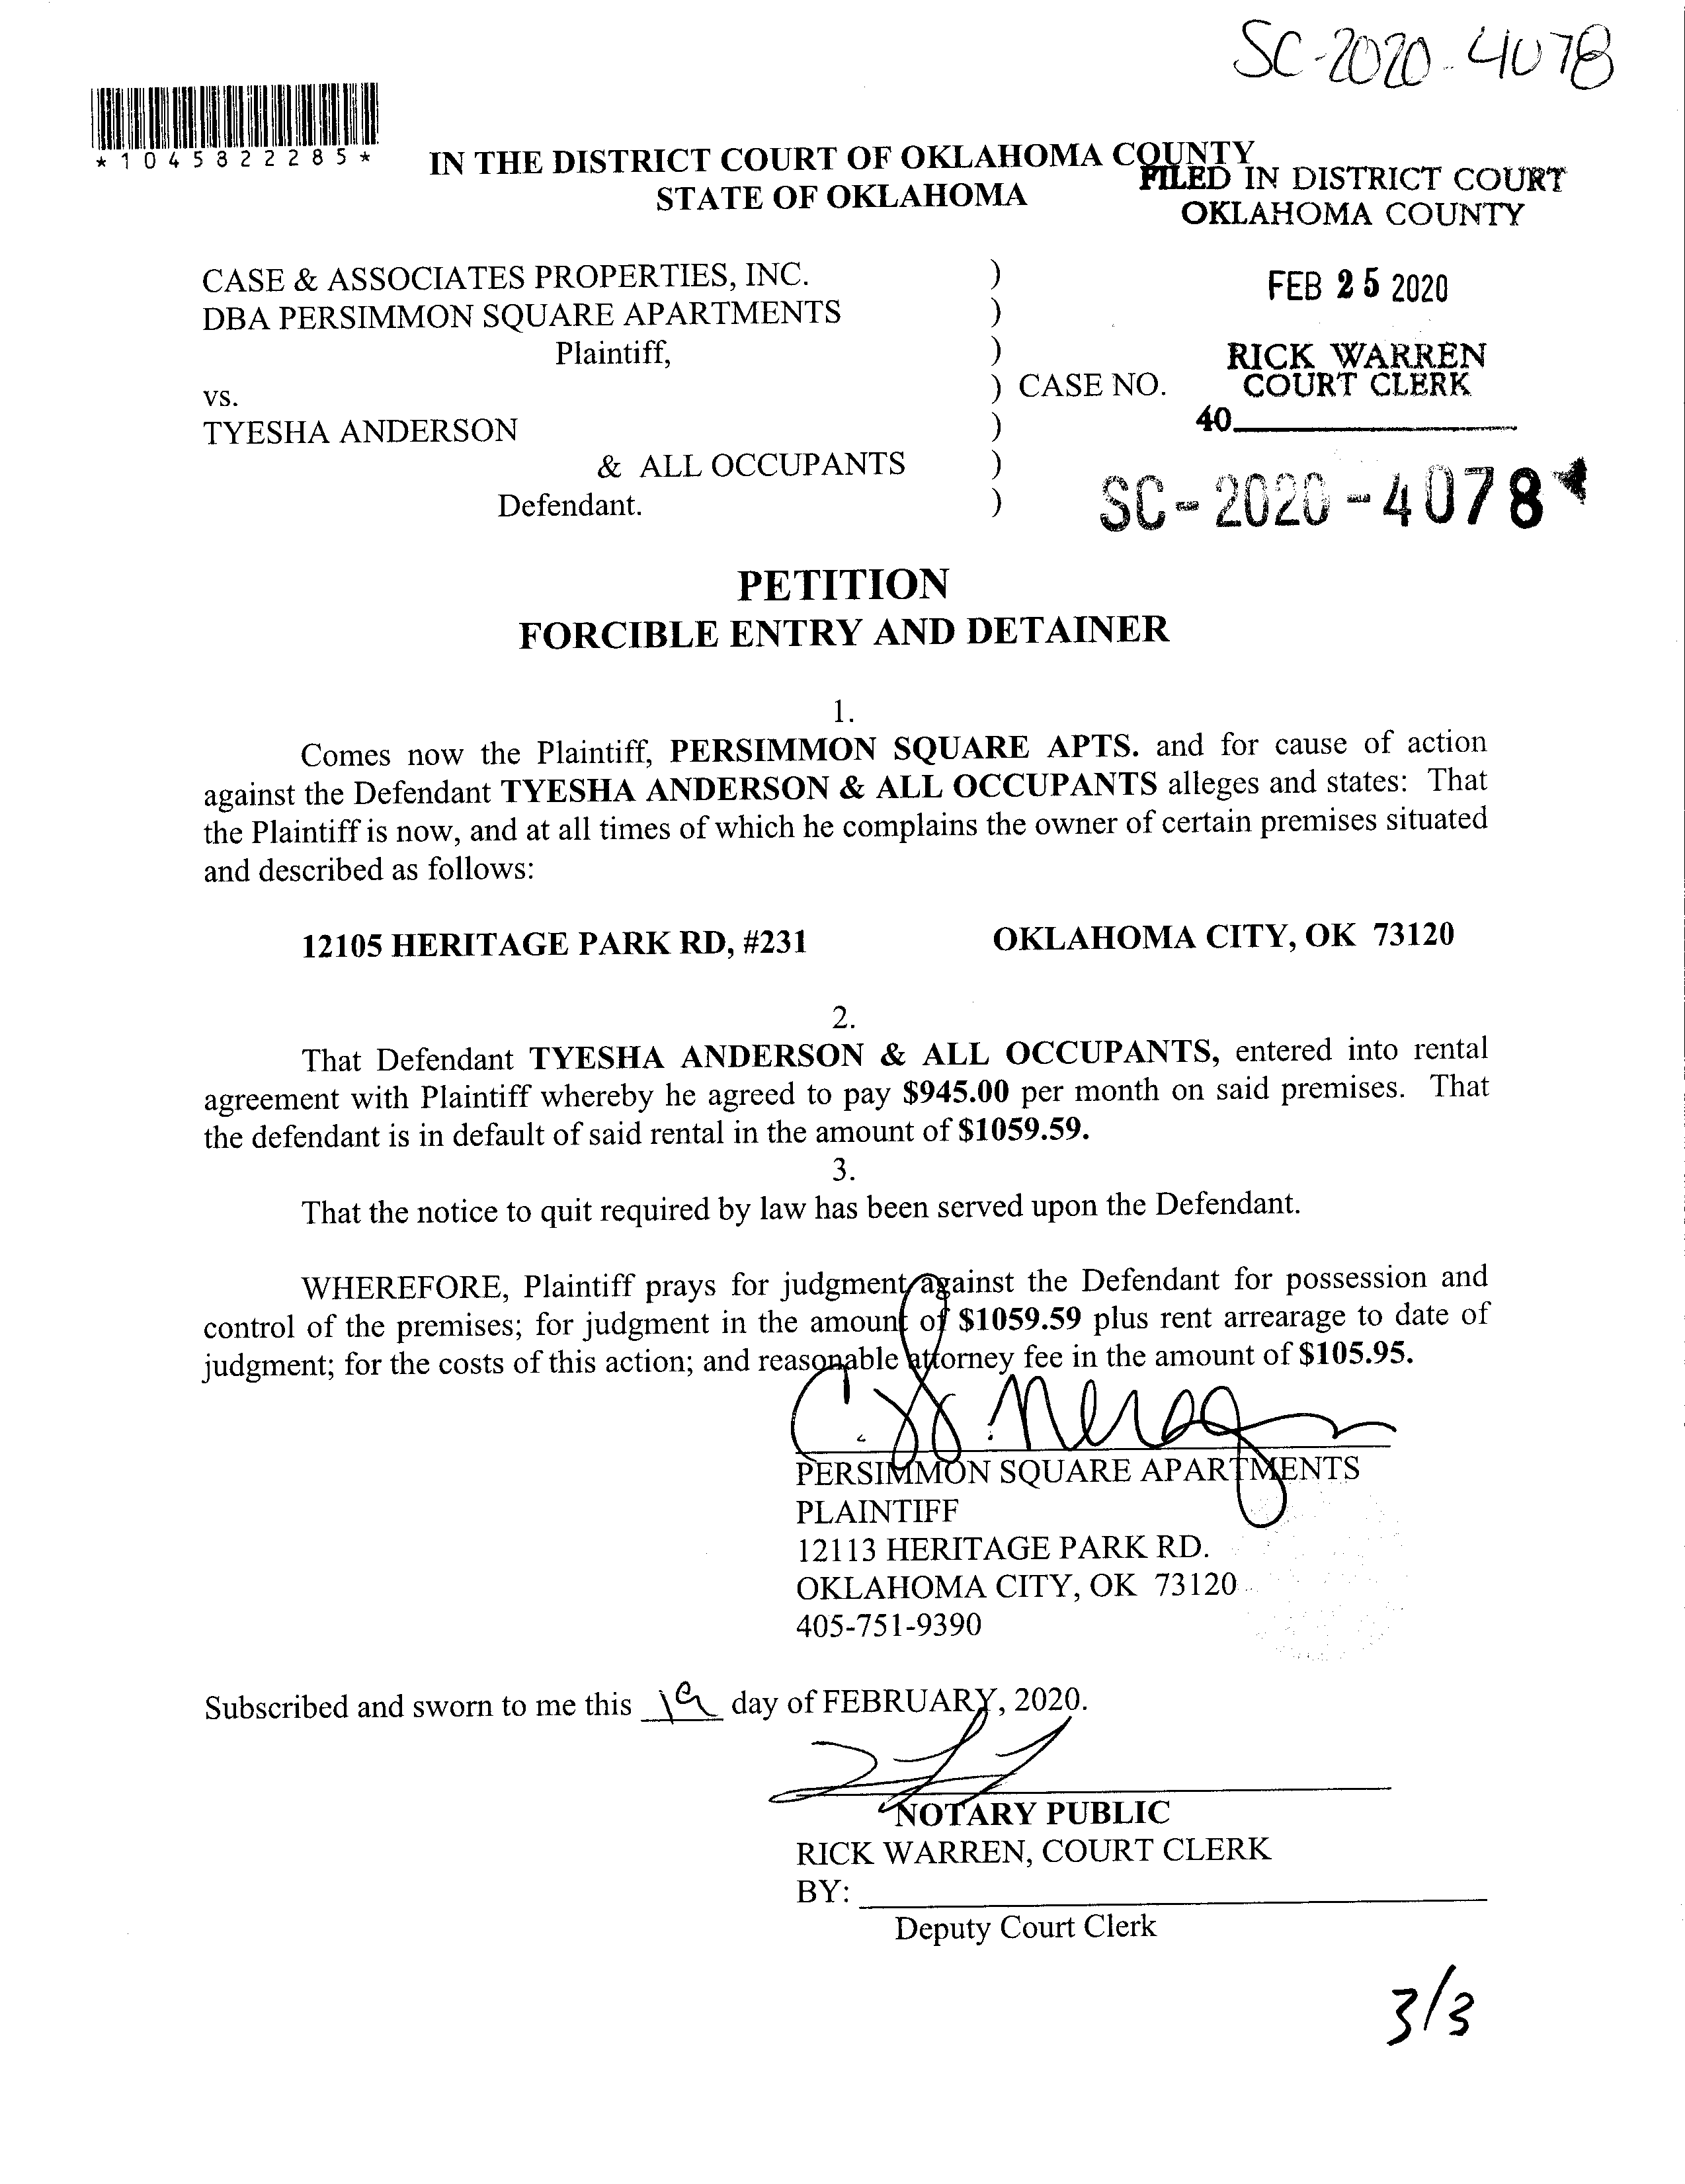 SC-2020-4078
*1045822285*
IN THE DISTRICT COURT OF OKLAHOMA COUNTY
STATE OF OKLAHOMA
FILED IN DISTRICT COURT
OKLAHOMA COUNTY
CASE & ASSOCIATES PROPERTIES, INC. )
DBA PERSIMMON SQUARE APARTMENTS )
Plaintiff, )
vs. ) CASE NO.
TYESHA ANDERSON )
& ALL OCCUPANTS )
Defendant. )
FEB 25 2020
RICK WARREN
COURT CLERK
40
SC-2020-4078
PETITION
FORCIBLE ENTRY AND DETAINER
1.
Comes now the Plaintiff, PERSIMMON SQUARE APTS. and for cause of action
against the Defendant TYESHA ANDERSON & ALL OCCUPANTS alleges and states: That
the Plaintiff is now, and at all times of which he complains the owner of certain premises situated
and described as follows:
12105 HERITAGE PARK RD, #231 OKLAHOMA CITY, OK 73120
2.
That Defendant TYESHA ANDERSON & ALL OCCUPANTS, entered into rental
agreement with Plaintiff whereby he agreed to pay $945.00 per month on said premises. That
the defendant is in default of said rental in the amount of $1059.59.
3.
That the notice to quit required by law has been served upon the Defendant.
WHEREFORE, Plaintiff prays for judgment against the Defendant for possession and
control of the premises; for judgment in the amount of $1059.59 plus rent arrearage to date of
judgment; for the costs of this action; and reasonable attorney fee in the amount of $105.95.
PERSIMMON SQUARE APARTMENTS
PLAINTIFF
12113 HERITAGE PARK RD.
OKLAHOMA CITY, OK 73120
405-751-9390
Subscribed and sworn to me this 19 day of FEBRUARY, 2020.
NOTARY PUBLIC
RICK WARREN, COURT CLERK
BY:
Deputy Court Clerk
3/3